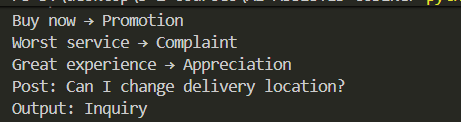 Buy now → Promotion
Worst service → Complaint
Great experience → Appreciation
Post: Can I change delivery location?
Output: Inquiry